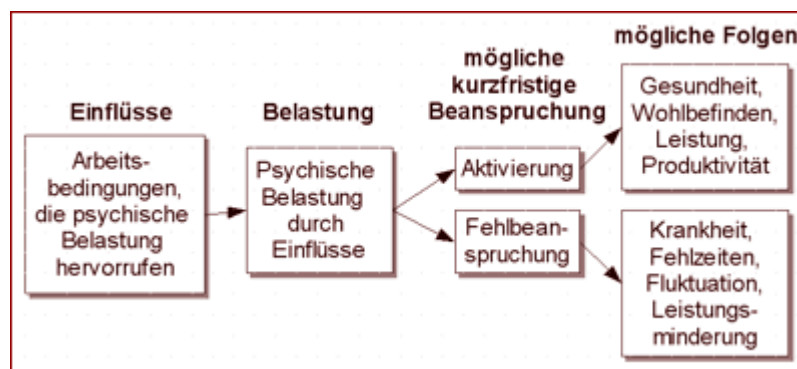 Einflüsse
Arbeits-
bedingungen,
die psychische
Belastung
hervorrufen
Belastung
Psychische
Belastung
durch
Einflüsse
mögliche
kurzfristige
Beanspruchung
Aktivierung
Fehlbean-
spruchung
mögliche Folgen
Gesundheit,
Wohlbefinden,
Leistung,
Produktivität
Krankheit,
Fehlzeiten,
Fluktuation,
Leistungs-
minderung